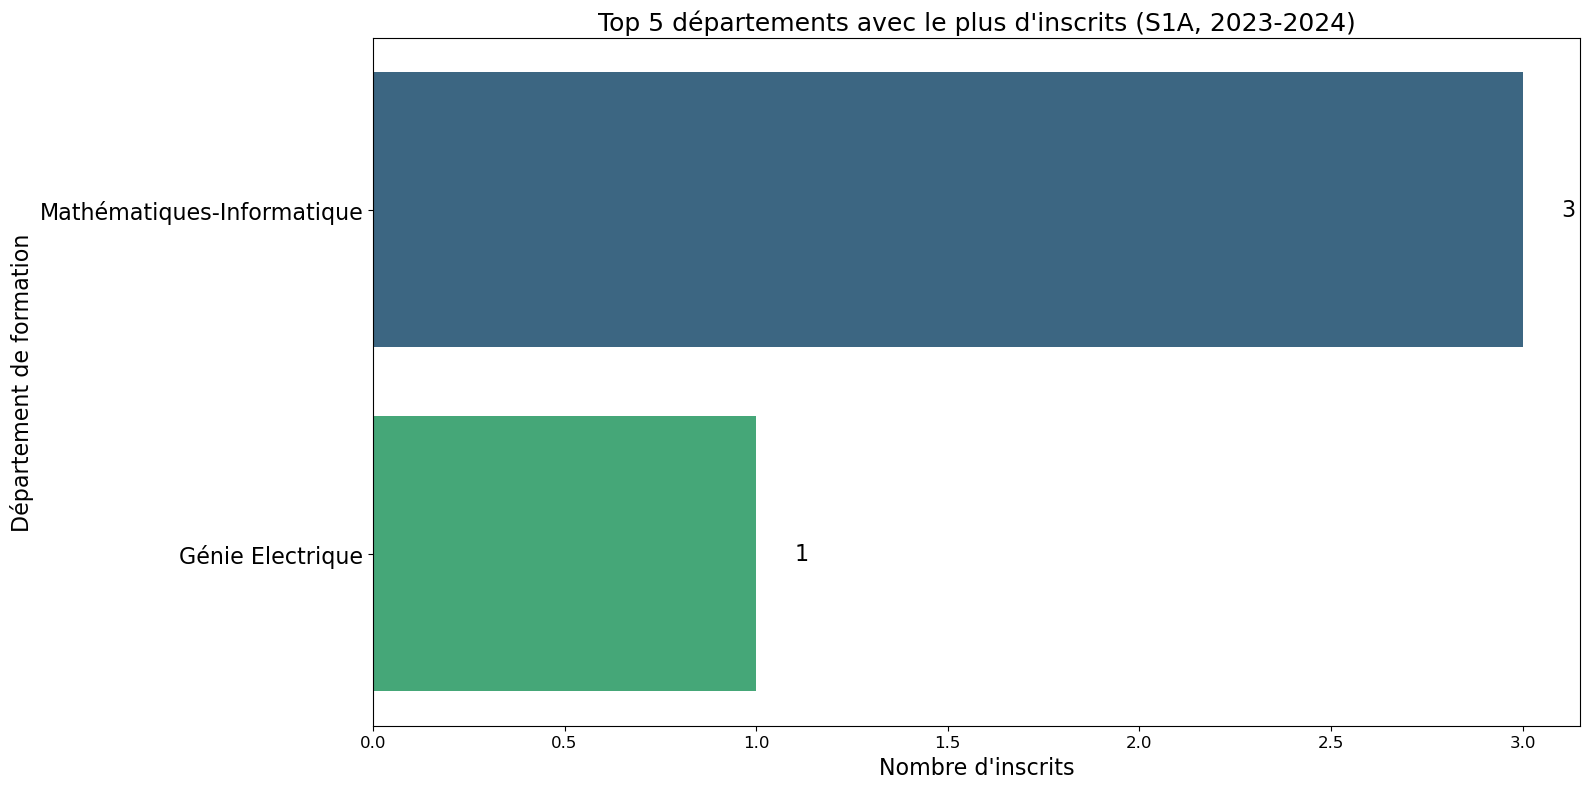 Top 5 départements avec le plus d'inscrits (S1A, 2023-2024)
Département de formation
Mathématiques-Informatique
3
Génie Electrique
1
0.0 0.5 1.0 1.5 2.0 2.5 3.0
Nombre d'inscrits